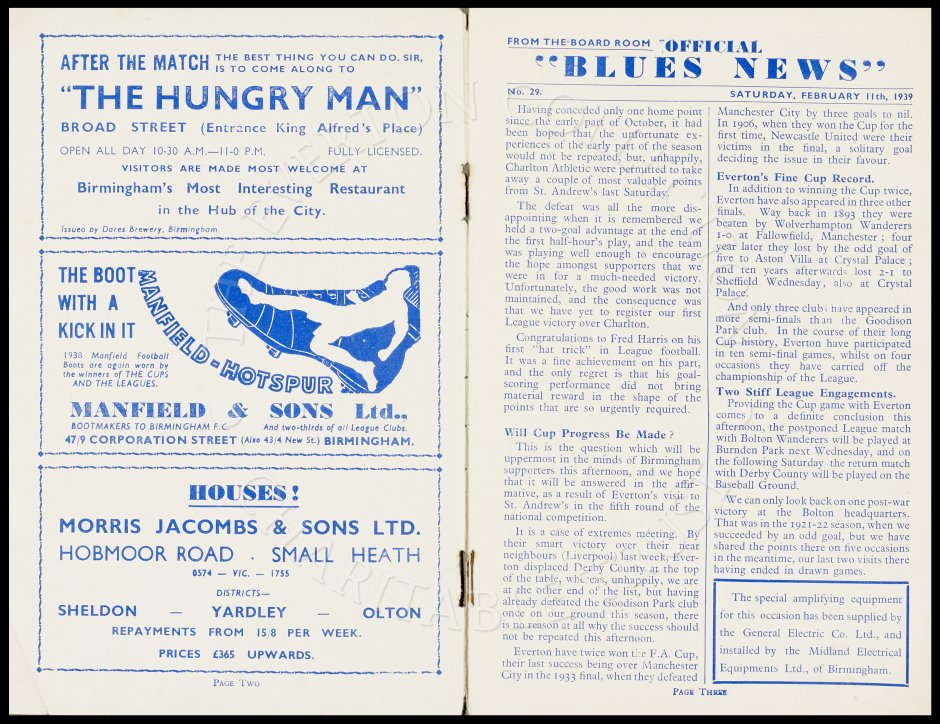 AFTER THE MATCH THE BEST THING YOU CAN DO, SIR,
IS TO COME ALONG TO
"THE HUNGRY MAN"
BROAD STREET (Entrance King Alfred's Place)
OPEN ALL DAY 10-30 A.M.—11-0 P.M. FULLY LICENSED.
VISITORS ARE MADE MOST WELCOME AT
Birmingham's Most Interesting Restaurant
in the Hub of the City.
Issued by Dares Brewery, Birmingham.
THE BOOT
WITH A
KICK IN IT
MANFIELD-HOTSPUR
1938 Manfield Football
Boots are again worn by
the winners of THE CUPS
AND THE LEAGUES.
MANFIELD & SONS Ltd.,
BOOTMAKERS TO BIRMINGHAM F.C. And two-thirds of all League Clubs.
47/9 CORPORATION STREET (Also 43/4 New St.) BIRMINGHAM.
HOUSES!
MORRIS JACOMBS & SONS LTD.
HOBMOOR ROAD . SMALL HEATH
0574 — VIC. — 1755
DISTRICTS—
SHELDON — YARDLEY — OLTON
REPAYMENTS FROM 15/8 PER WEEK.
PRICES £365 UPWARDS.
PAGE TWO
FROM THE BOARD ROOM OFFICIAL
"BLUES NEWS"
No. 29. SATURDAY, FEBRUARY 11th, 1939
Having conceded only one home point
since the early part of October, it had
been hoped that the unfortunate ex-
periences of the early part of the season
would not be repeated, but, unhappily,
Charlton Athletic were permitted to take
away a couple of most valuable points
from St. Andrew's last Saturday.
The defeat was all the more dis-
appointing when it is remembered we
held a two-goal advantage at the end of
the first half-hour's play, and the team
was playing well enough to encourage
the hope amongst supporters that we
were in for a much-needed victory.
Unfortunately, the good work was not
maintained, and the consequence was
that we have yet to register our first
League victory over Charlton.
Congratulations to Fred Harris on his
first "hat trick" in League football.
It was a fine achievement on his part,
and the only regret is that his goal-
scoring performance did not bring
material reward in the shape of the
points that are so urgently required.
Will Cup Progress Be Made?
This is the question which will be
uppermost in the minds of Birmingham
supporters this afternoon, and we hope
that it will be answered in the affir-
mative, as a result of Everton's visit to
St. Andrew's in the fifth round of the
national competition.
It is a case of extremes meeting. By
their smart victory over their near
neighbours (Liverpool) last week, Ever-
ton displaced Derby County at the top
of the table, whereas, unhappily, we are
at the other end of the list, but having
already defeated the Goodison Park club
once on our ground this season, there
is no reason at all why the success should
not be repeated this afternoon.
Everton have twice won the F.A. Cup,
their last success being over Manchester
City in the 1933 final, when they defeated
Manchester City by three goals to nil.
In 1906, when they won the Cup for the
first time, Newcastle United were their
victims in the final, a solitary goal
deciding the issue in their favour.
Everton's Fine Cup Record.
In addition to winning the Cup twice,
Everton have also appeared in three other
finals. Way back in 1893 they were
beaten by Wolverhampton Wanderers
1-0 at Fallowfield, Manchester; four
year later they lost by the odd goal of
five to Aston Villa at Crystal Palace;
and ten years afterwards lost 2-1 to
Sheffield Wednesday, also at Crystal
Palace.
And only three clubs have appeared in
more semi-finals than the Goodison
Park club. In the course of their long
Cup history, Everton have participated
in ten semi-final games, whilst on four
occasions they have carried off the
championship of the League.
Two Stiff League Engagements.
Providing the Cup game with Everton
comes to a definite conclusion this
afternoon, the postponed League match
with Bolton Wanderers will be played at
Burnden Park next Wednesday, and on
the following Saturday the return match
with Derby County will be played on the
Baseball Ground.
We can only look back on one post-war
victory at the Bolton headquarters.
That was in the 1921-22 season, when we
succeeded by an odd goal, but we have
shared the points there on five occasions
in the meantime, our last two visits there
having ended in drawn games.
The special amplifying equipment
for this occasion has been supplied by
the General Electric Co. Ltd., and
installed by the Midland Electrical
Equipments Ltd., of Birmingham.
PAGE THREE